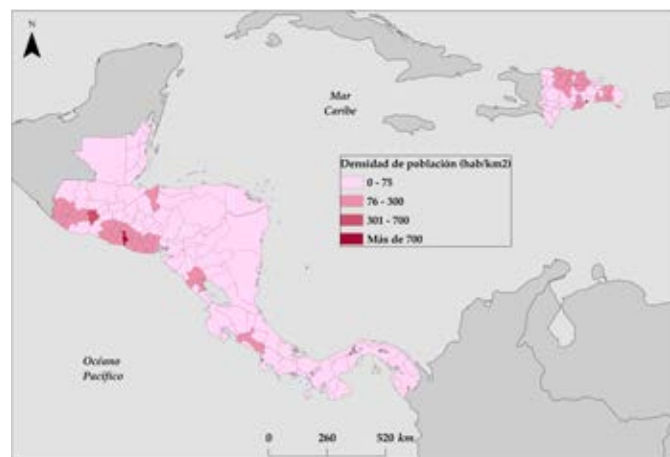 N
Mar
Caribe
Densidad de población (hab/km2)
0 - 75
76 - 300
301 - 700
Más de 700
Océano
Pacífico
0 260 520 km.